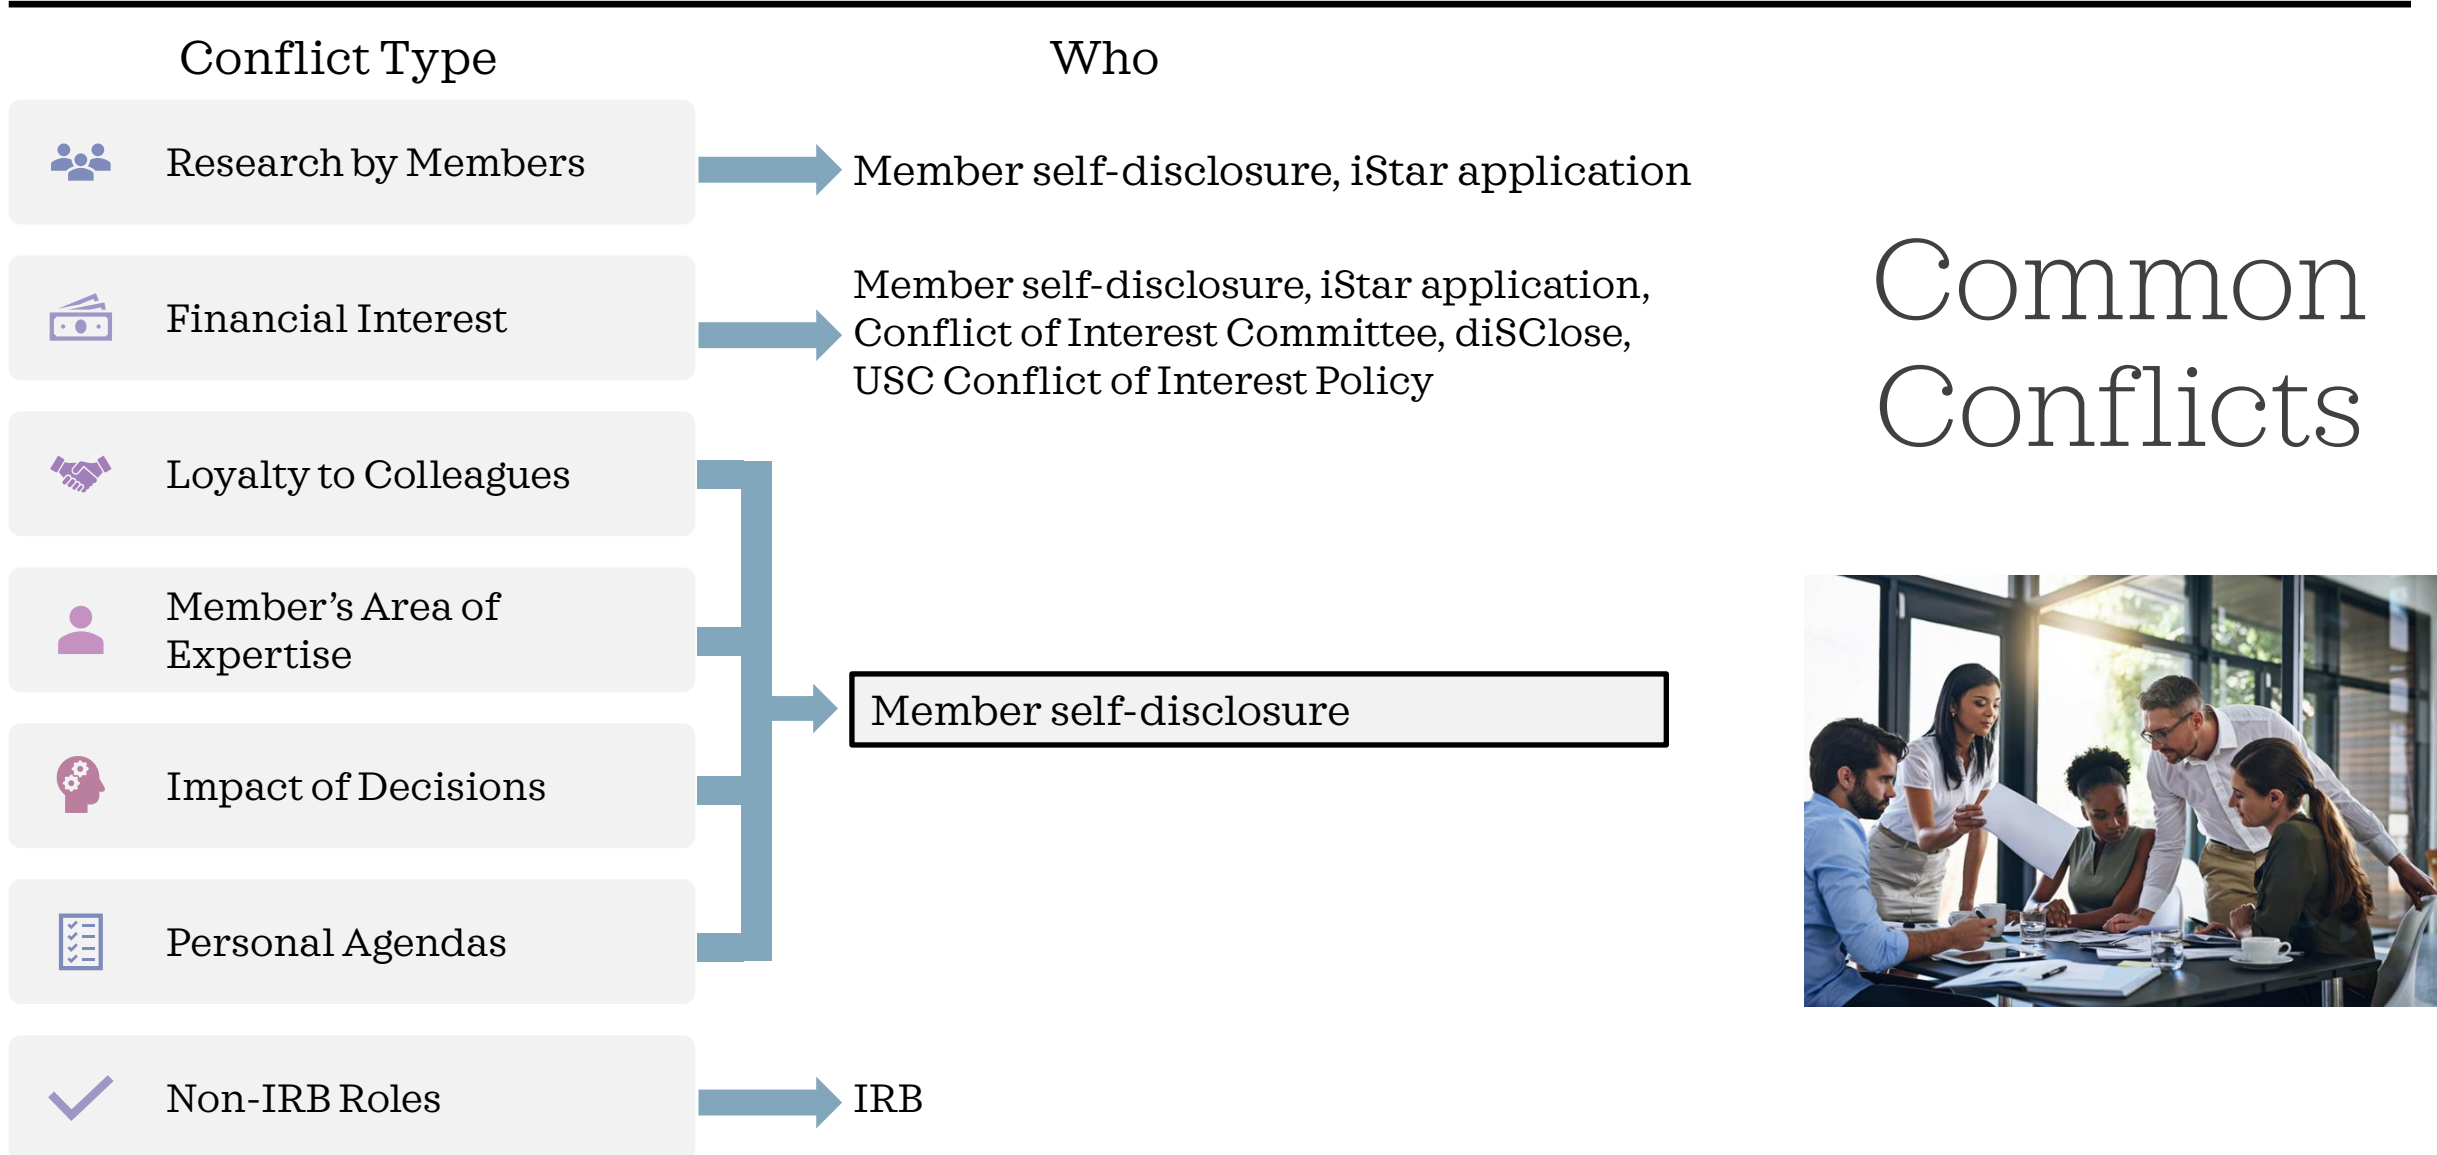 Conflict Type
Who
Research by Members
Member self-disclosure, iStar application
Financial Interest
Member self-disclosure, iStar application,
Conflict of Interest Committee, diSClose,
USC Conflict of Interest Policy
Loyalty to Colleagues
Member’s Area of
Expertise
Impact of Decisions
Personal Agendas
Member self-disclosure
Non-IRB Roles
IRB
Common
Conflicts